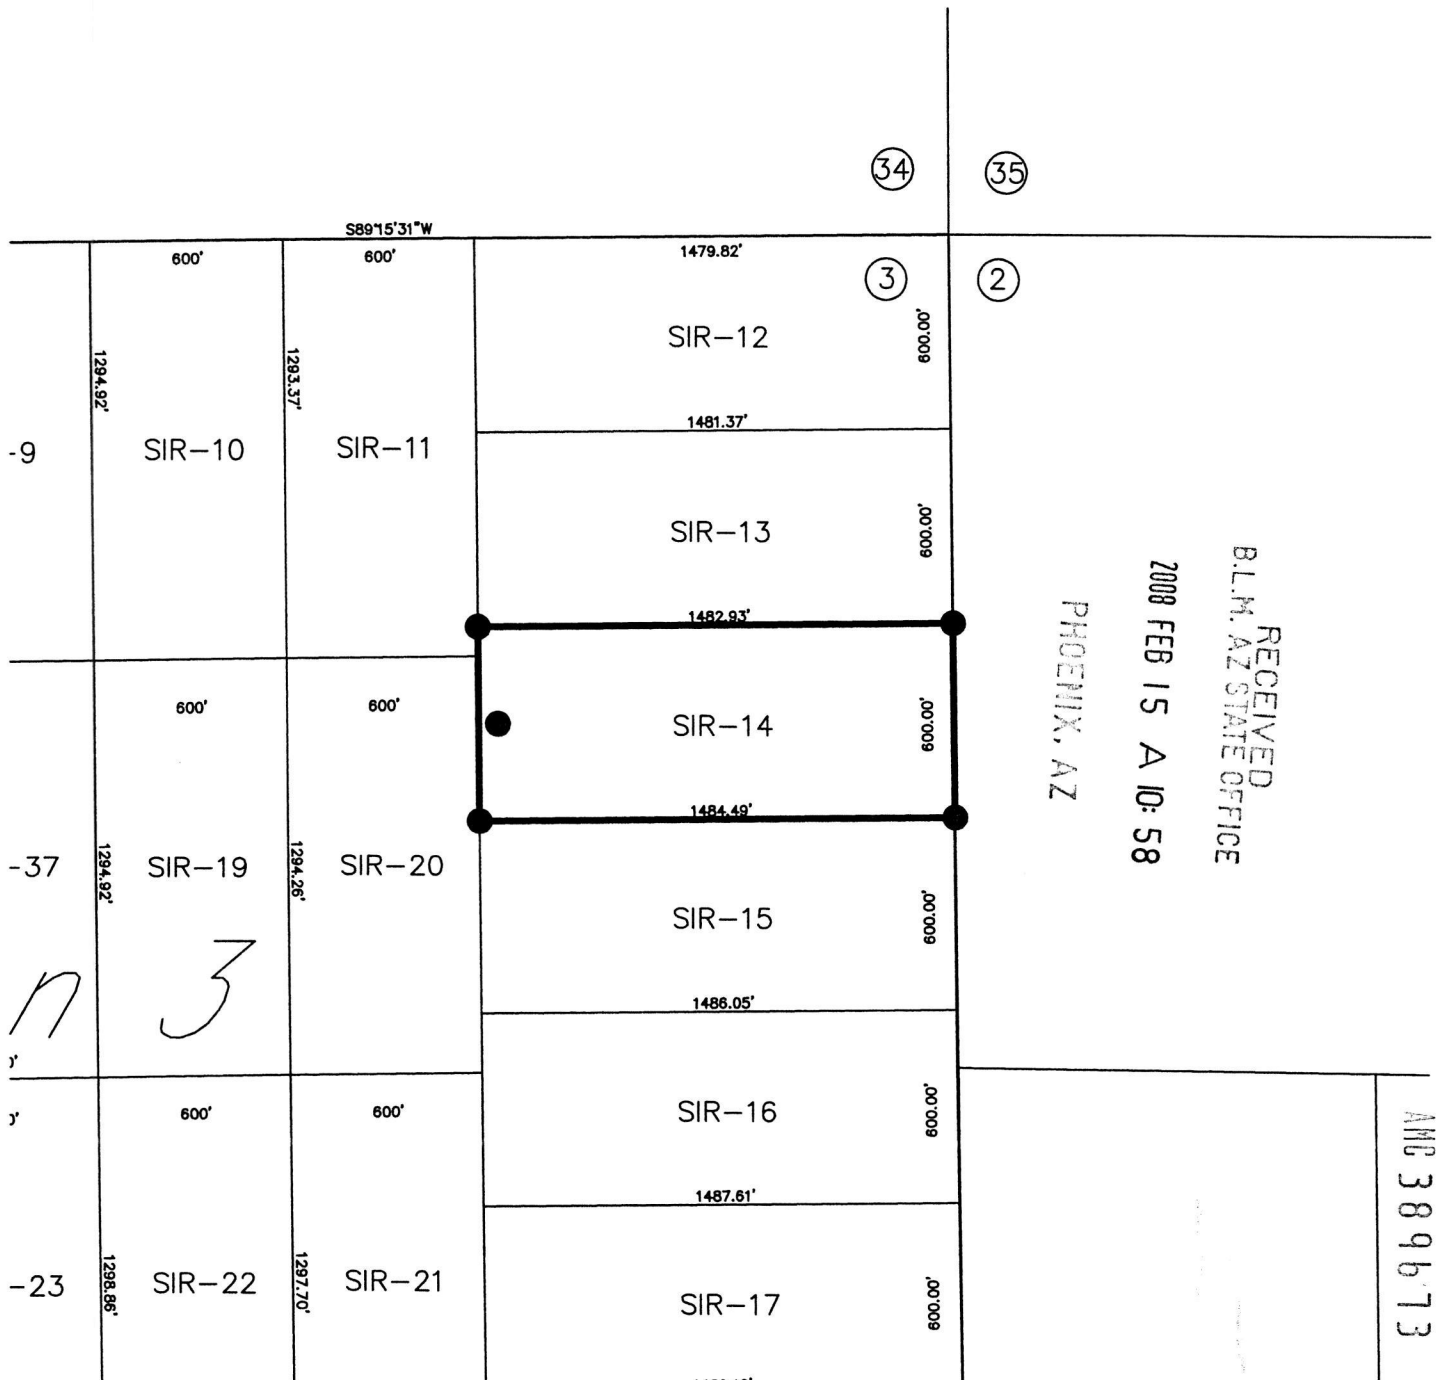 34 35
S89°15'31"W
600' 600' 1479.82'
3 2
SIR-12
600.00'
1294.92' 1293.37'
1481.37'
-9 SIR-10 SIR-11
SIR-13
600.00'
1482.93'
600' 600'
SIR-14
600.00'
1484.49'
-37 SIR-19 SIR-20
1294.92' 1294.26'
SIR-15
600.00'
n 3
1486.05'
600' 600'
SIR-16
600.00'
1487.61'
-23 SIR-22 SIR-21
1298.86' 1297.70'
SIR-17
600.00'
RECEIVED
B.L.M. AZ STATE OFFICE
2008 FEB 15 A 10:58
PHOENIX, AZ
AMC 389673